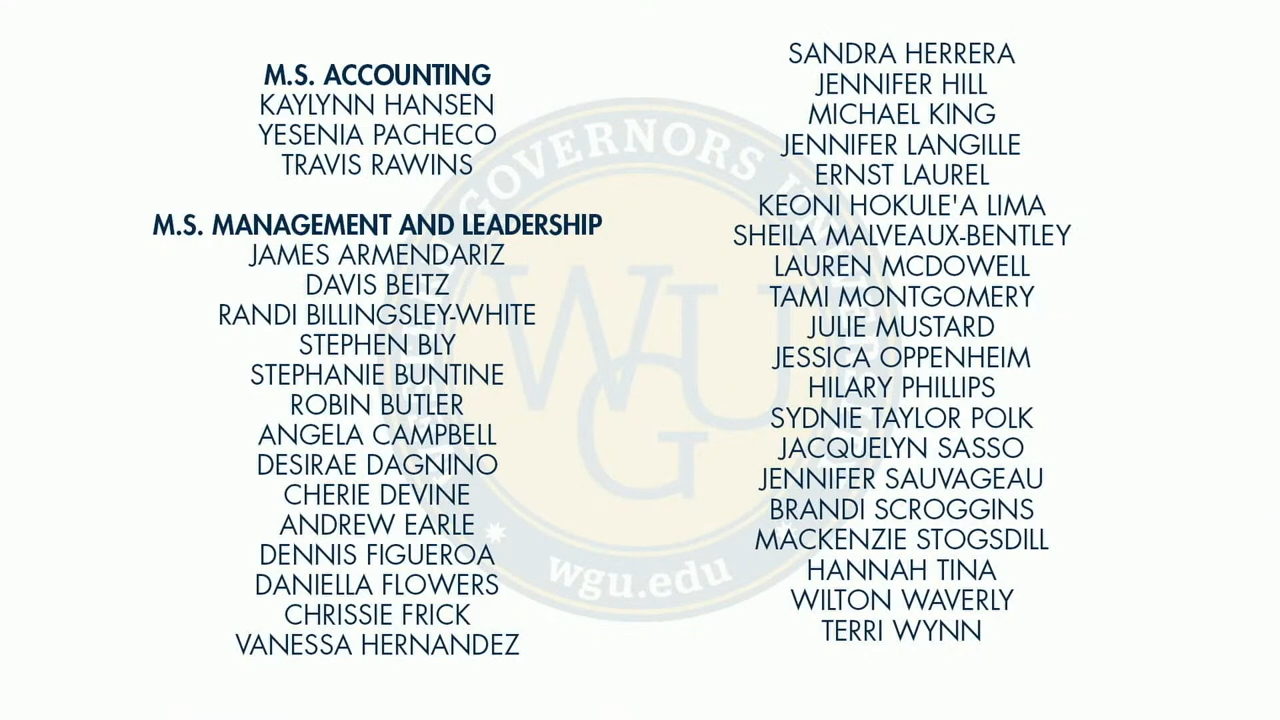 M.S. ACCOUNTING
KAYLYNN HANSEN
YESENIA PACHECO
TRAVIS RAWINS
M.S. MANAGEMENT AND LEADERSHIP
JAMES ARMENDARIZ
DAVIS BEITZ
RANDI BILLINGSLEY-WHITE
STEPHEN BLY
STEPHANIE BUNTINE
ROBIN BUTLER
ANGELA CAMPBELL
DESIRAE DAGNINO
CHERIE DEVINE
ANDREW EARLE
DENNIS FIGUEROA
DANIELLA FLOWERS
CHRISSIE FRICK
VANESSA HERNANDEZ
SANDRA HERRERA
JENNIFER HILL
MICHAEL KING
JENNIFER LANGILLE
ERNST LAUREL
KEONI HOKULE'A LIMA
SHEILA MALVEAUX-BENTLEY
LAUREN MCDOWELL
TAMI MONTGOMERY
JULIE MUSTARD
JESSICA OPPENHEIM
HILARY PHILLIPS
SYDNIE TAYLOR POLK
JACQUELYN SASSO
JENNIFER SAUVAGEAU
BRANDI SCROGGINS
MACKENZIE STOGSDILL
HANNAH TINA
WILTON WAVERLY
TERRI WYNN
GOVERNORS
WGU
wgu.edu